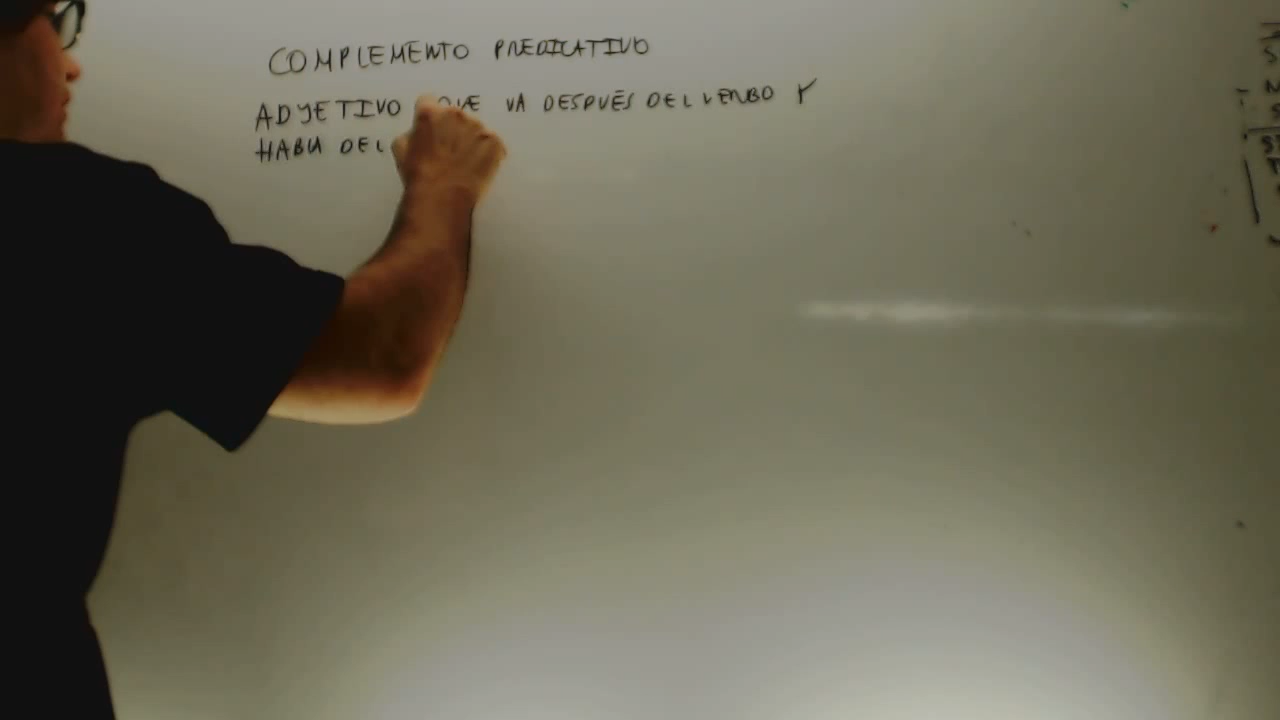 COMPLEMENTO PREDICATIVO
ADJETIVO QUE VA DESPUÉS DEL VERBO Y
HABLA DEL